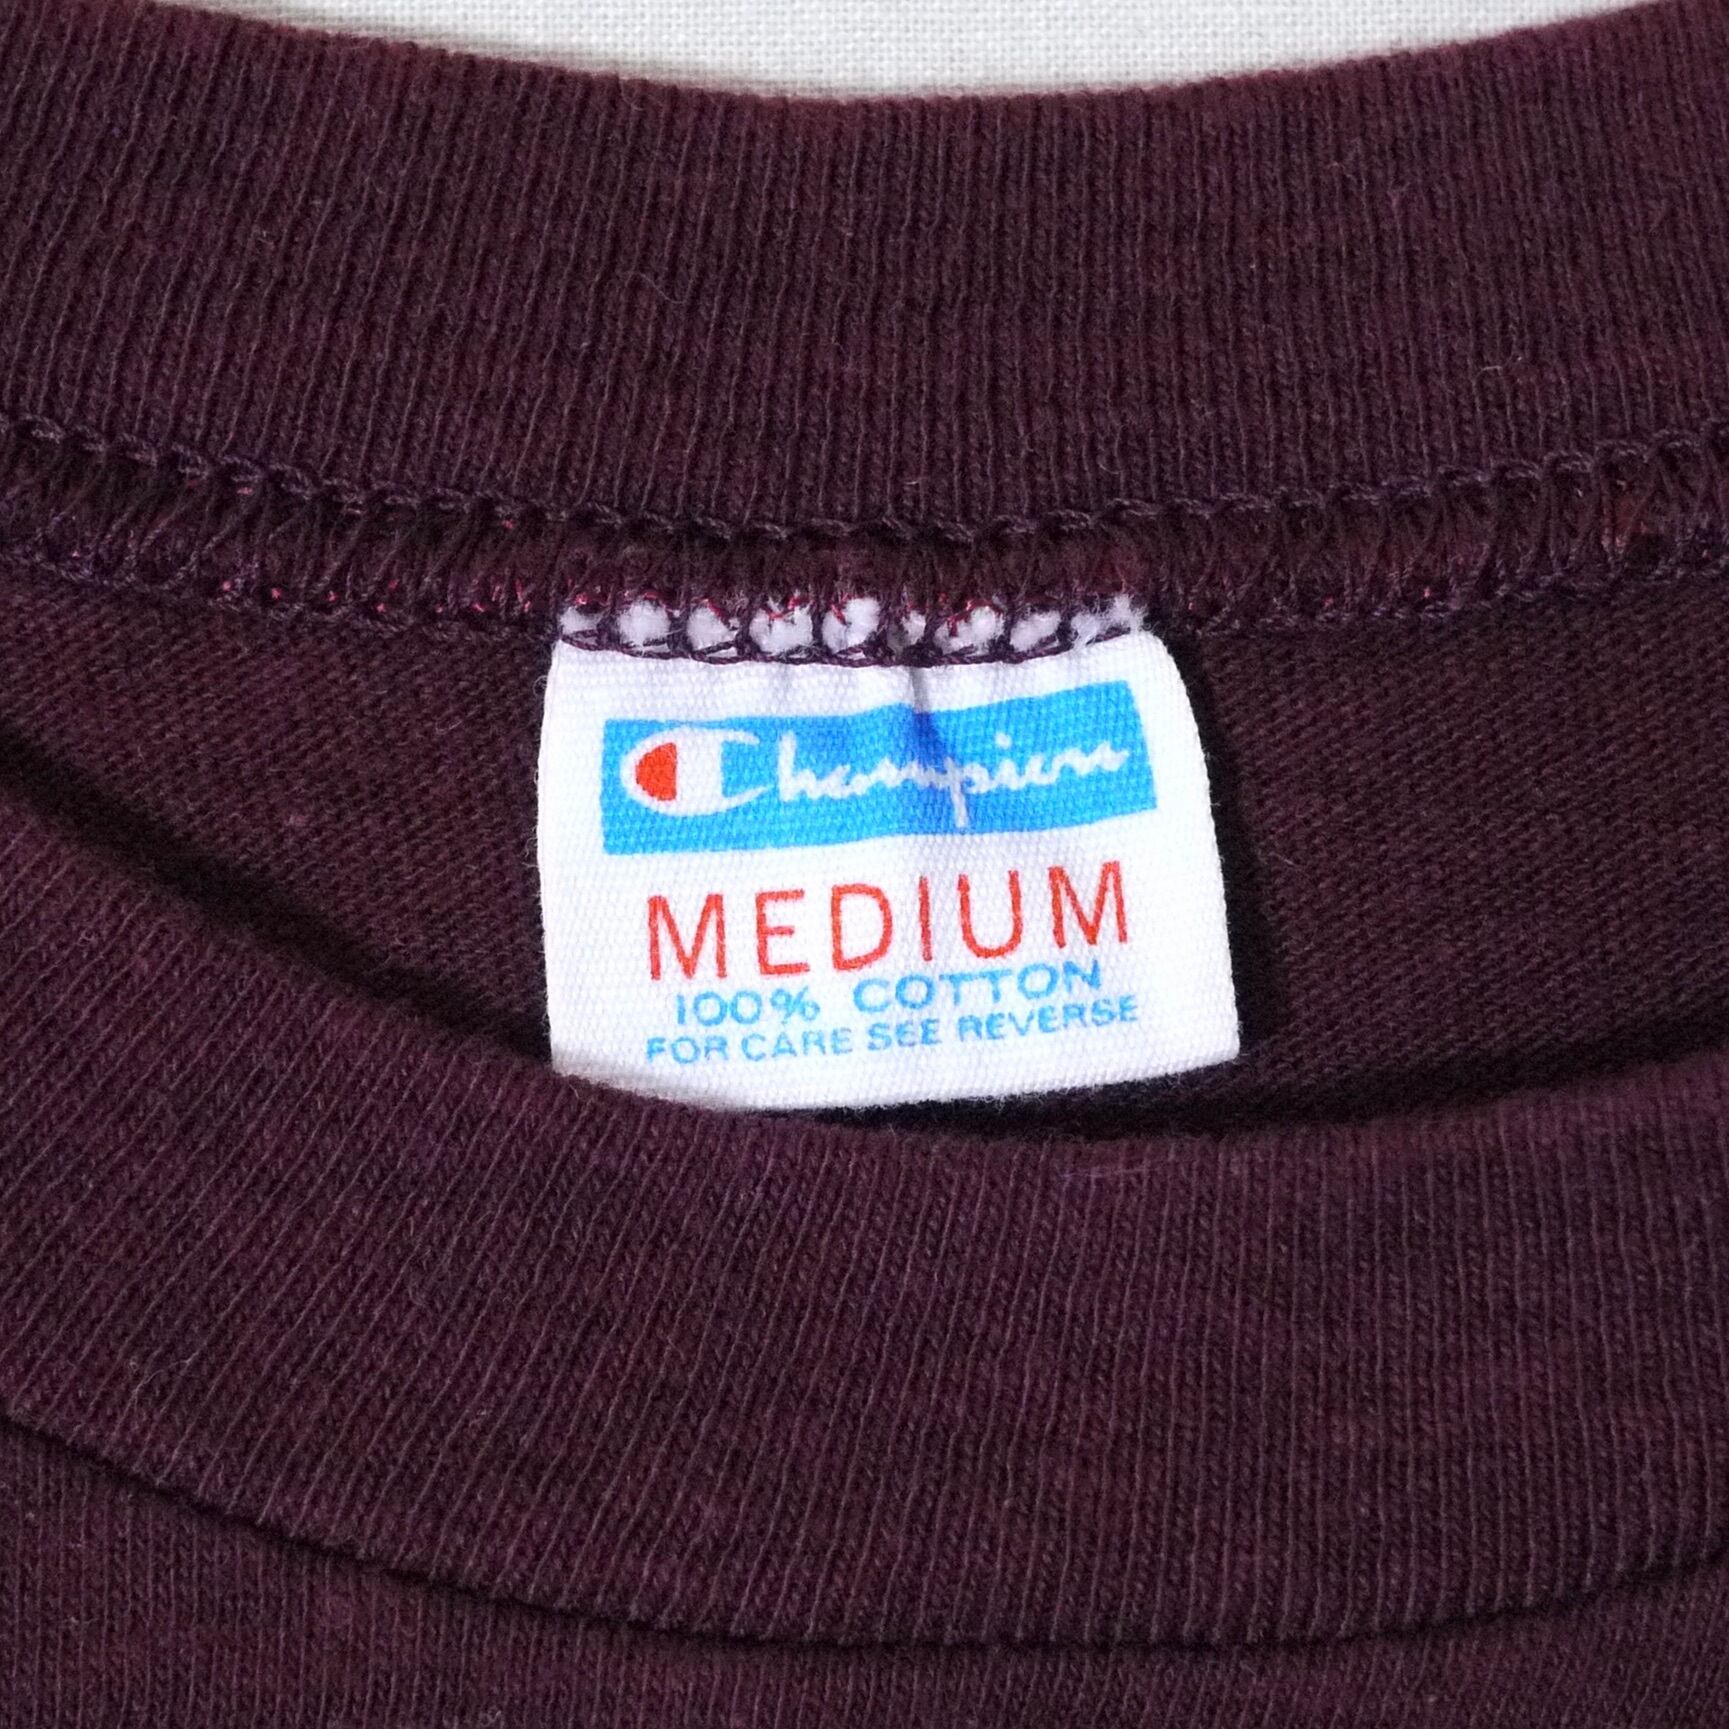 Champion
MEDIUM
100% COTTON
FOR CARE SEE REVERSE